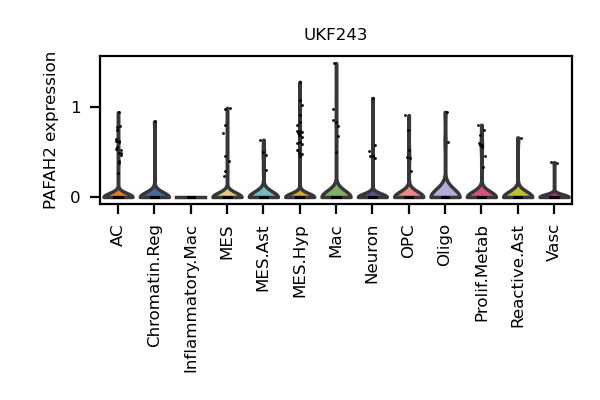 UKF243
PAFAH2 expression
1
0
AC
Chromatin.Reg
Inflammatory.Mac
MES
MES.Ast
MES.Hyp
Mac
Neuron
OPC
Oligo
Prolif.Metab
Reactive.Ast
Vasc